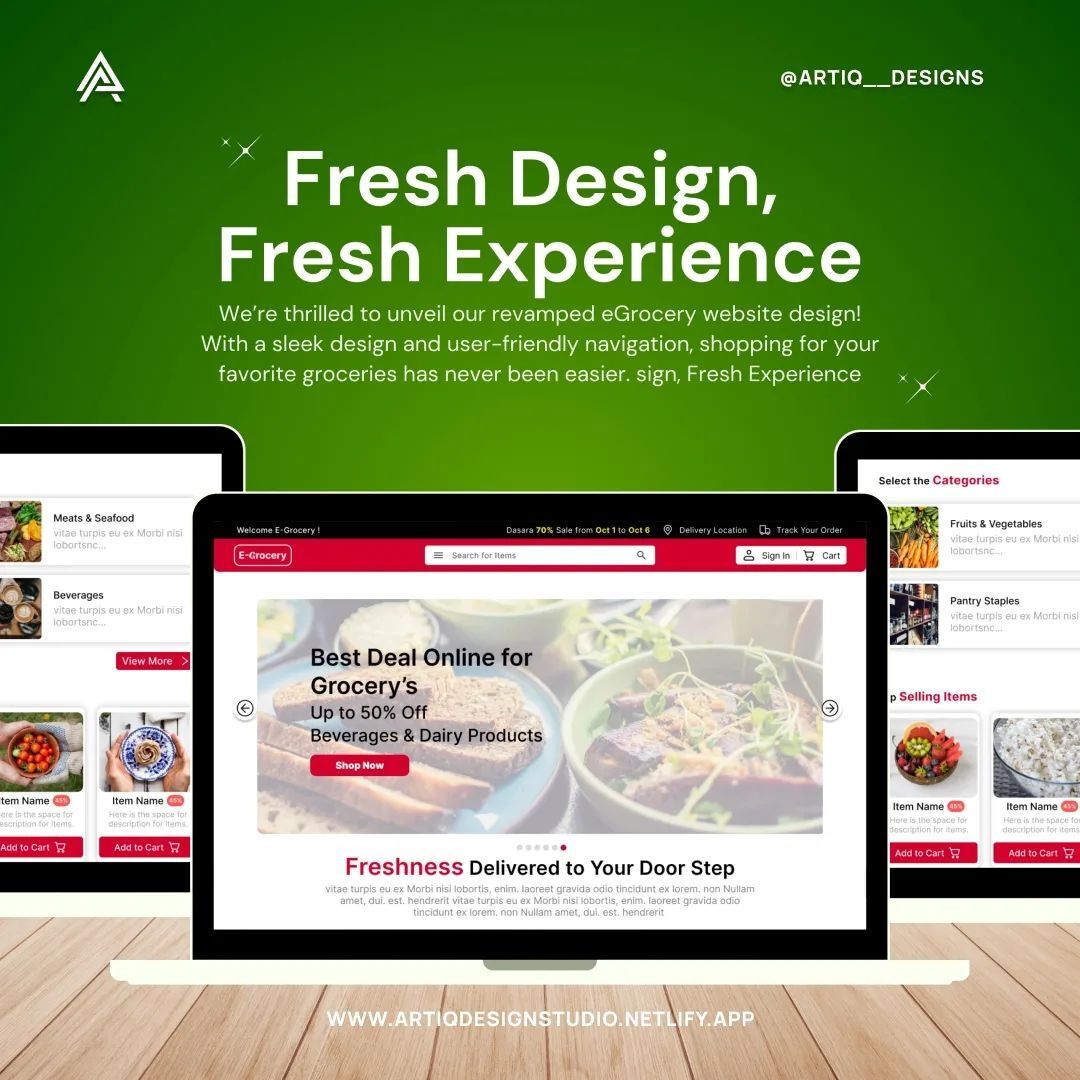 @ARTIQ__DESIGNS
Fresh Design,
Fresh Experience
We're thrilled to unveil our revamped eGrocery website design!
With a sleek design and user-friendly navigation, shopping for your
favorite groceries has never been easier. sign, Fresh Experience
Meats & Seafood
vitae turpis eu ex Morbi nisi
lobortsnc...
Beverages
vitae turpis eu ex Morbi nisi
lobortsnc...
View More
Item Name 45%
ere is the space for
escription for items.
Add to Cart
Item Name 45%
Here is the space for
description for items.
Add to Cart
Welcome E-Grocery !
Dasara 70% Sale from Oct 1 to Oct 6
Delivery Location
Track Your Order
E-Grocery
Search for Items
Sign In
Cart
Best Deal Online for
Grocery's
Up to 50% Off
Beverages & Dairy Products
Shop Now
Freshness Delivered to Your Door Step
vitae turpis eu ex Morbi nisi lobortis, enim. laoreet gravida odio tincidunt ex lorem. non Nullam
amet, dui. est. hendrerit vitae turpis eu ex Morbi nisi lobortis, enim. laoreet gravida odio
tincidunt ex lorem. non Nullam amet, dui. est. hendrerit
Select the Categories
Fruits & Vegetables
vitae turpis eu ex Morbi nisi
lobortsnc...
Pantry Staples
vitae turpis eu ex Morbi nisi
lobortsnc...
p Selling Items
Item Name 45%
Here is the space for
description for items.
Add to Cart
Item Name 45%
Here is the space for
description for items.
Add to Cart
WWW.ARTIQDESIGNSTUDIO.NETLIFY.APP